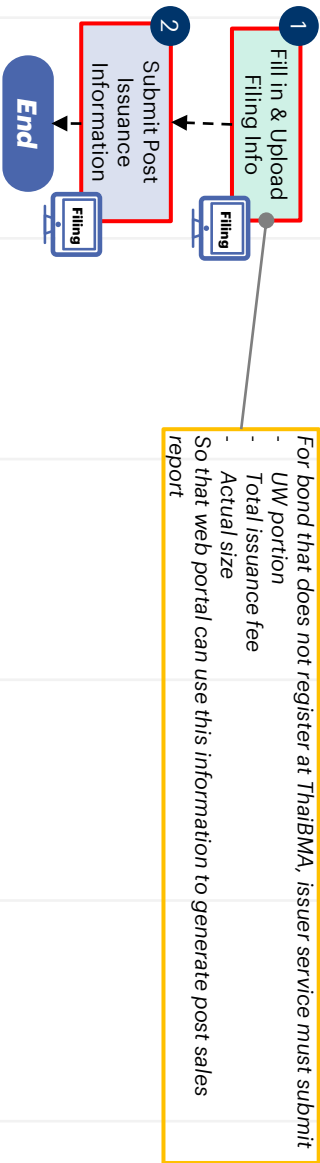 1
Fill in & Upload
Filing Info
Filing
2
Submit Post
Issuance
Information
Filing
End
For bond that does not register at ThaiBMA, issuer service must submit
- UW portion
- Total issuance fee
- Actual size
So that web portal can use this information to generate post sales
report